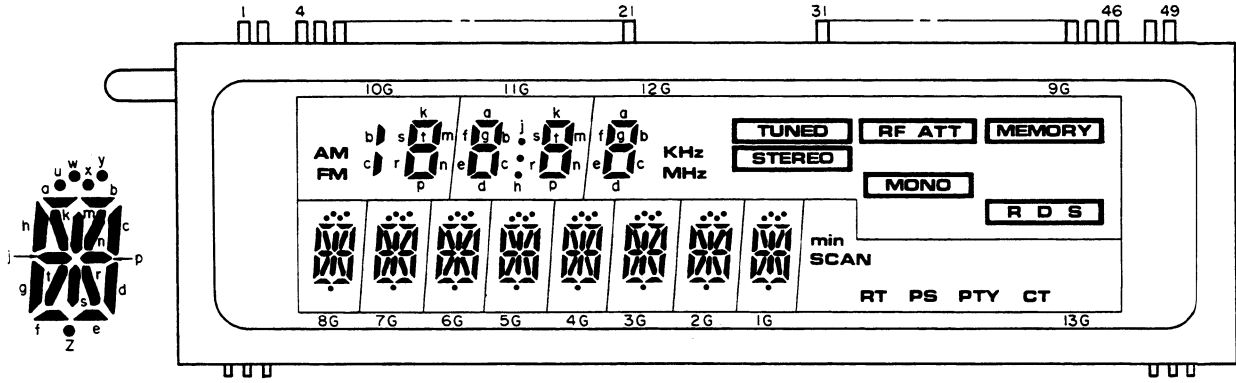 1 4 21 31 46 49
10G 11G 12G 9G
k a k a
b s t m f g b j s t m f g b
c r n e c r n e c
p d h p d
AM KHz
FM MHz
TUNED RF ATT MEMORY
STEREO
MONO
R D S
w y
u x
a b
h k m c
n
j p
t r
g s d
f e
Z
min
SCAN
RT PS PTY CT
8G 7G 6G 5G 4G 3G 2G 1G 13G